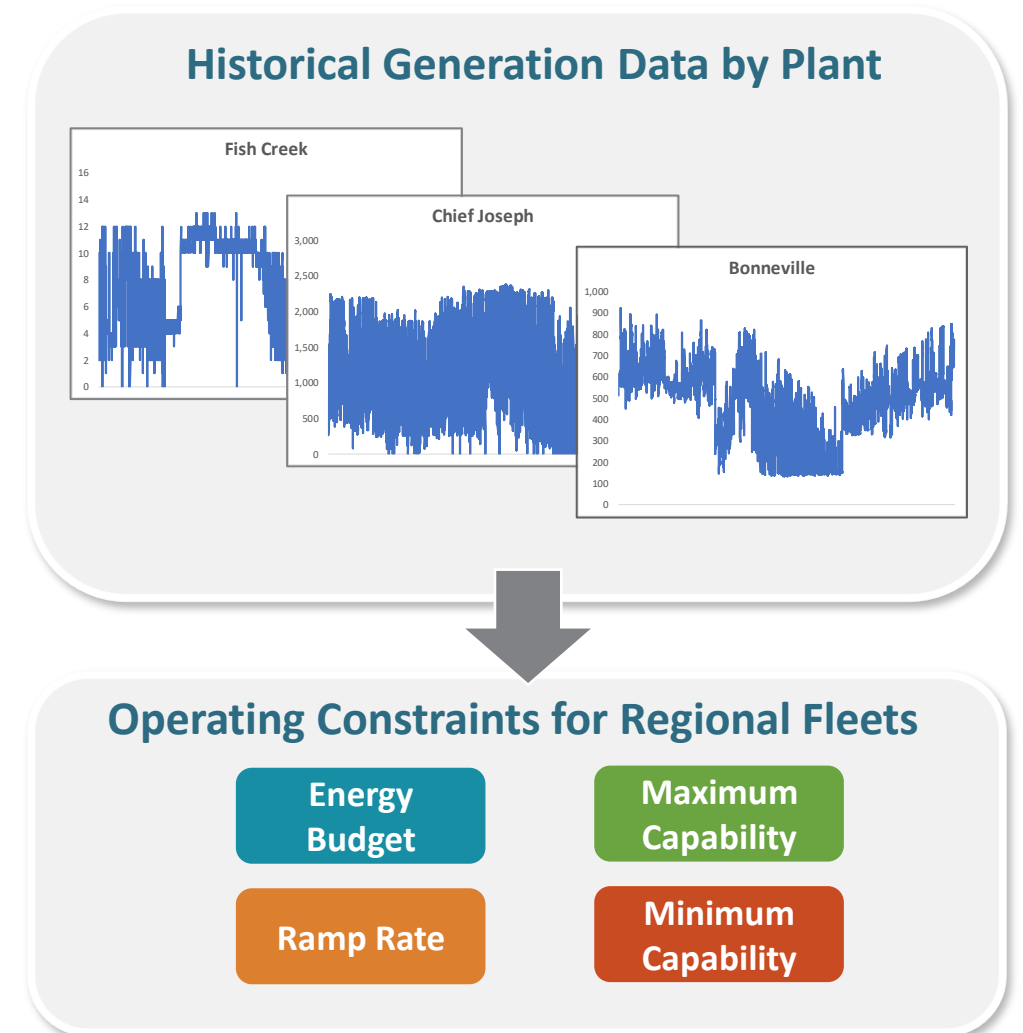 Historical Generation Data by Plant
Fish Creek
16
14
12
10
8
6
4
2
0
Chief Joseph
3,000
2,500
2,000
1,500
1,000
500
0
Bonneville
1,000
900
800
700
600
500
400
300
200
100
0
Operating Constraints for Regional Fleets
Energy
Budget
Maximum
Capability
Ramp Rate
Minimum
Capability